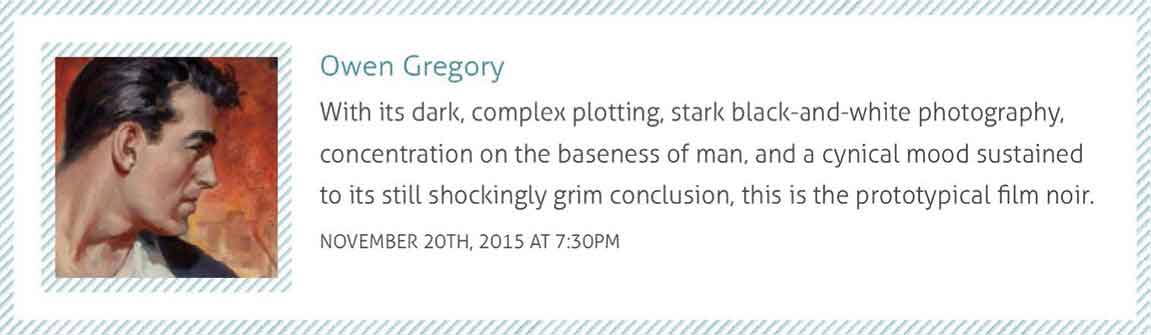 Owen Gregory
With its dark, complex plotting, stark black-and-white photography,
concentration on the baseness of man, and a cynical mood sustained
to its still shockingly grim conclusion, this is the prototypical film noir.
NOVEMBER 20TH, 2015 AT 7:30PM